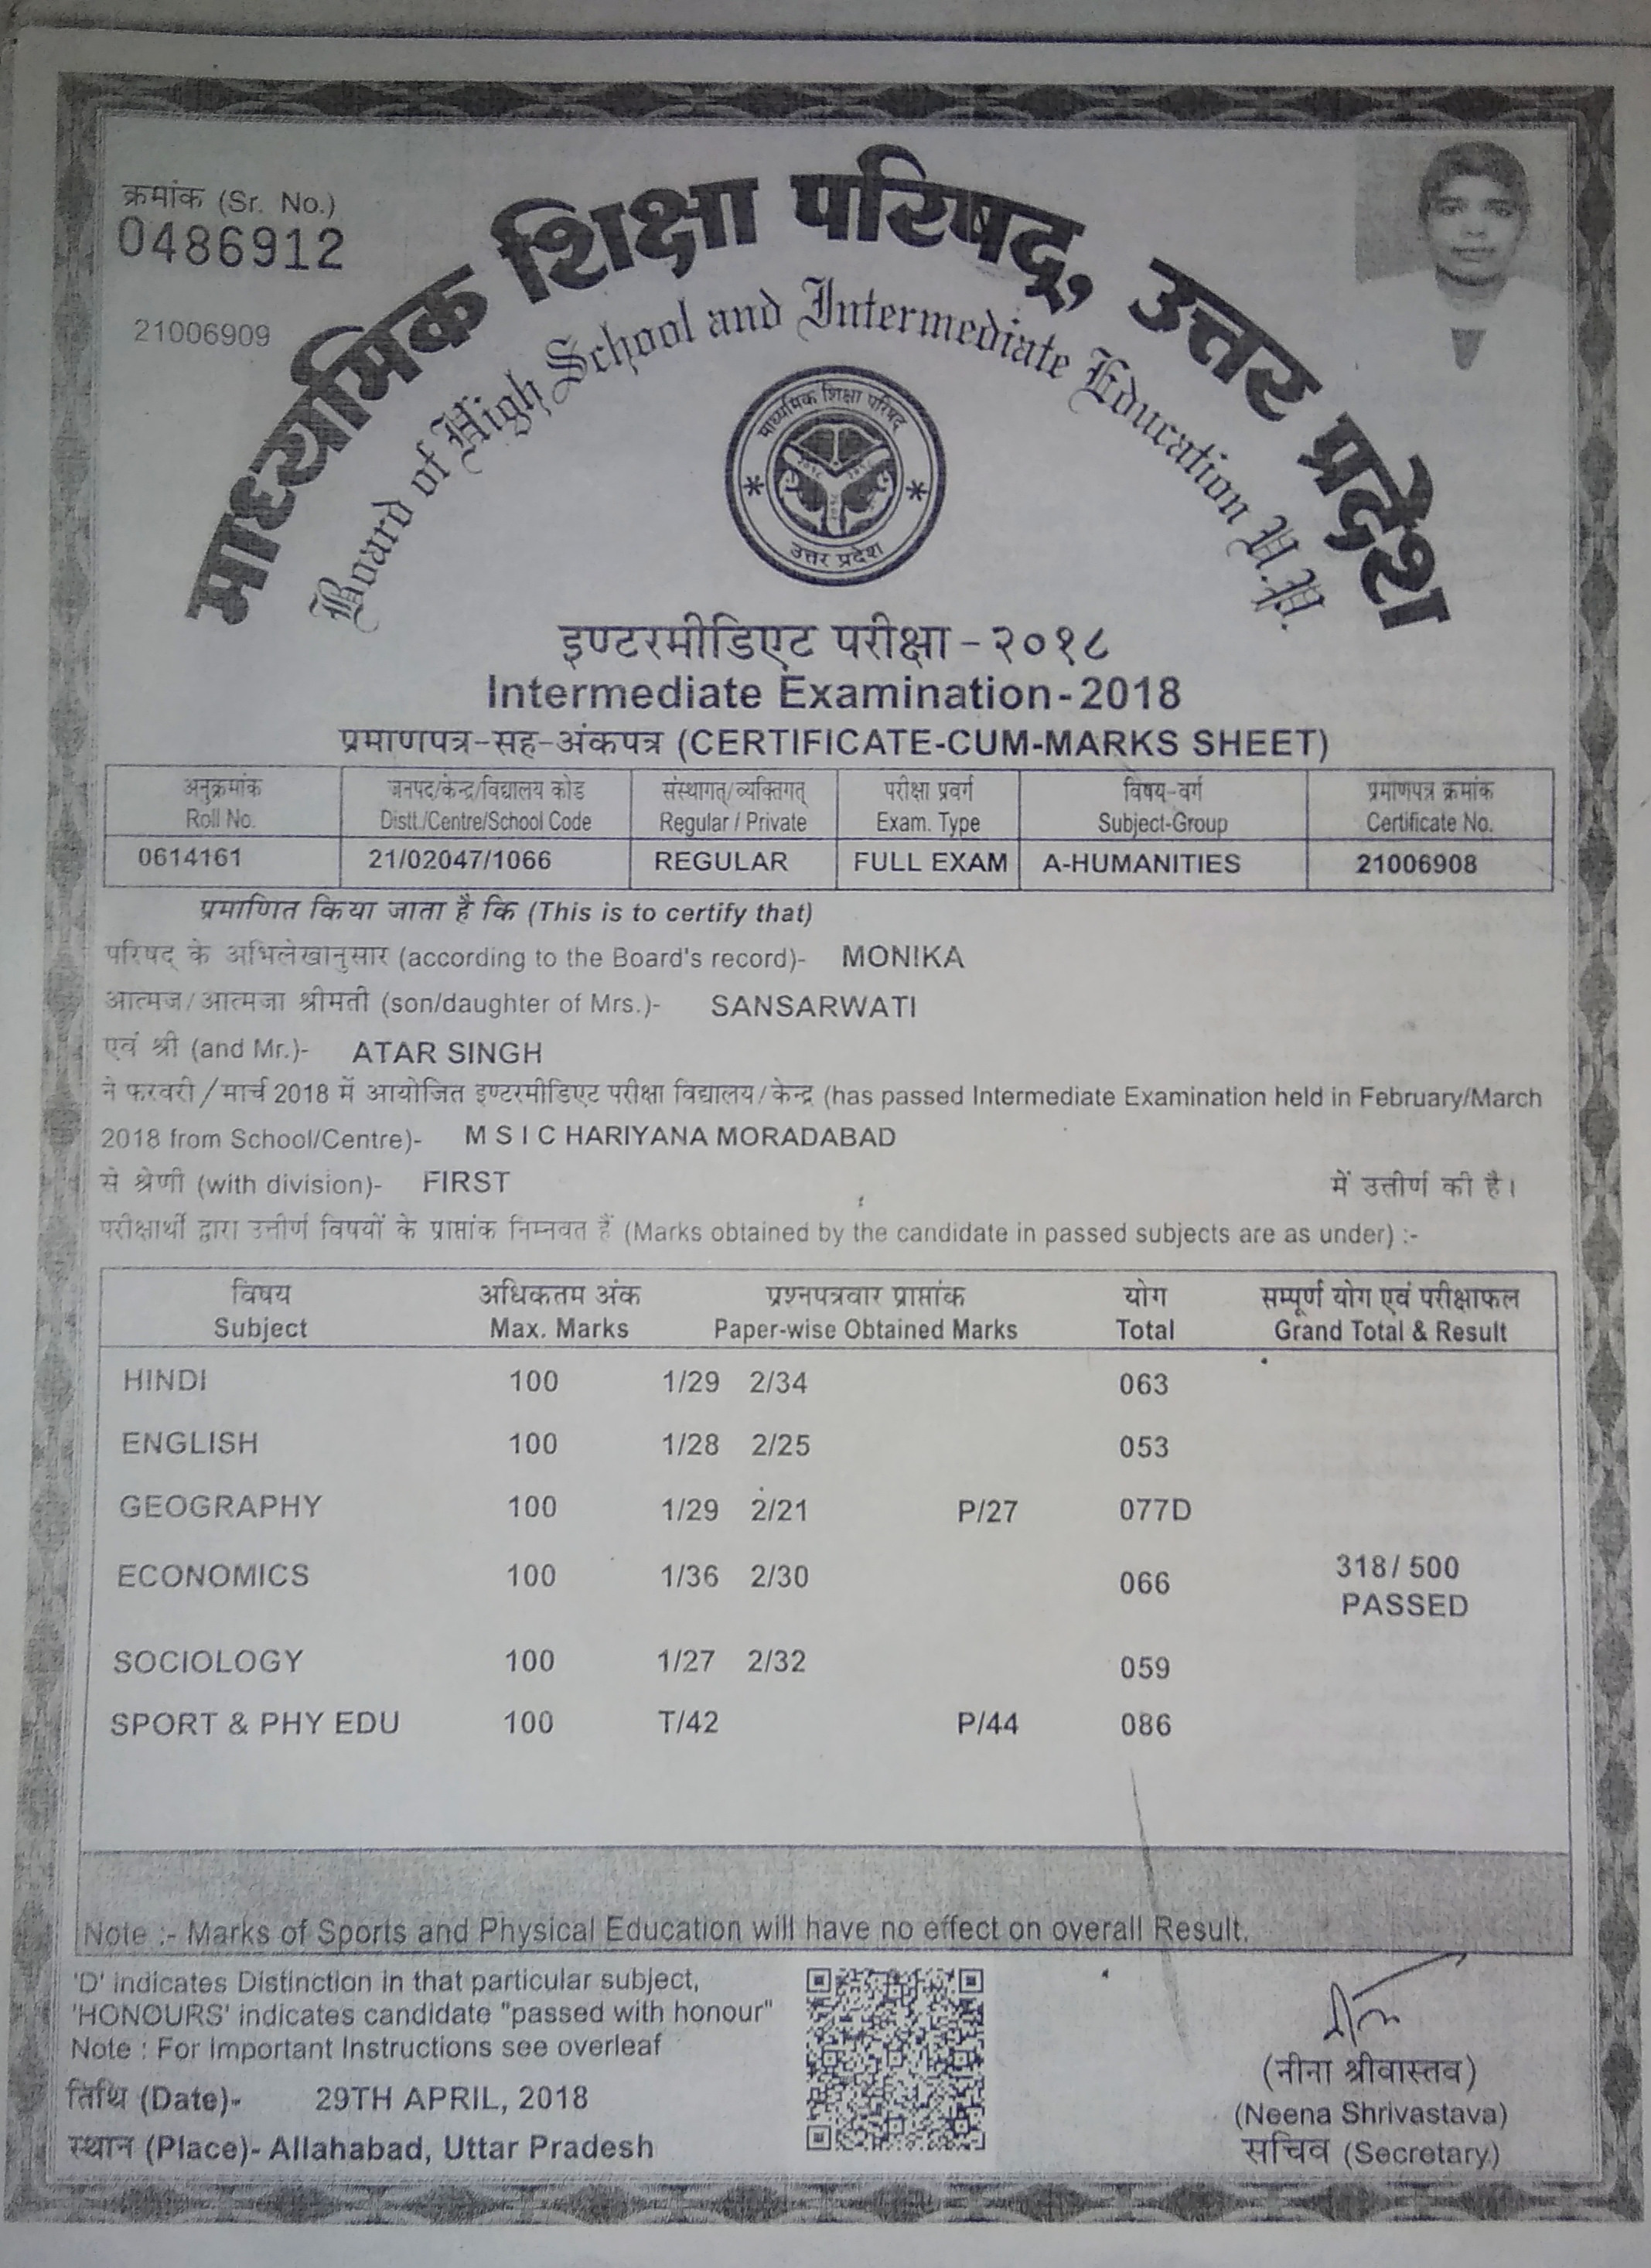 क्रमांक (Sr. No.)
0486912
21006909
माध्यमिक शिक्षा परिषद्, उत्तर प्रदेश
Board of High School and Intermediate Education U.P.
माध्यमिक शिक्षा परिषद
उत्तर प्रदेश
इण्टरमीडिएट परीक्षा - २०१८
Intermediate Examination - 2018
प्रमाणपत्र-सह-अंकपत्र (CERTIFICATE-CUM-MARKS SHEET)
अनुक्रमांक जनपद/केन्द्र/विद्यालय कोड संस्थागत्/व्यक्तिगत् परीक्षा प्रवर्ग विषय-वर्ग प्रमाणपत्र क्रमांक
Roll No. Distt./Centre/School Code Regular / Private Exam. Type Subject-Group Certificate No.
0614161 21/02047/1066 REGULAR FULL EXAM A-HUMANITIES 21006908
प्रमाणित किया जाता है कि (This is to certify that)
परिषद् के अभिलेखानुसार (according to the Board's record)- MONIKA
आत्मज/आत्मजा श्रीमती (son/daughter of Mrs.)- SANSARWATI
एवं श्री (and Mr.)- ATAR SINGH
ने फरवरी/मार्च 2018 में आयोजित इण्टरमीडिएट परीक्षा विद्यालय/केन्द्र (has passed Intermediate Examination held in February/March
2018 from School/Centre)- M S I C HARIYANA MORADABAD
से श्रेणी (with division)- FIRST में उत्तीर्ण की है।
परीक्षार्थी द्वारा उत्तीर्ण विषयों के प्राप्तांक निम्नवत हैं (Marks obtained by the candidate in passed subjects are as under) :-
विषय अधिकतम अंक प्रश्नपत्रवार प्राप्तांक योग सम्पूर्ण योग एवं परीक्षाफल
Subject Max. Marks Paper-wise Obtained Marks Total Grand Total & Result
HINDI 100 1/29 2/34 063
ENGLISH 100 1/28 2/25 053
GEOGRAPHY 100 1/29 2/21 P/27 077D
ECONOMICS 100 1/36 2/30 066 318/ 500
PASSED
SOCIOLOGY 100 1/27 2/32 059
SPORT & PHY EDU 100 T/42 P/44 086
Note :- Marks of Sports and Physical Education will have no effect on overall Result.
'D' indicates Distinction in that particular subject,
'HONOURS' indicates candidate "passed with honour"
Note : For Important Instructions see overleaf
तिथि (Date)- 29TH APRIL, 2018
स्थान (Place)- Allahabad, Uttar Pradesh
(नीना श्रीवास्तव)
(Neena Shrivastava)
सचिव (Secretary)